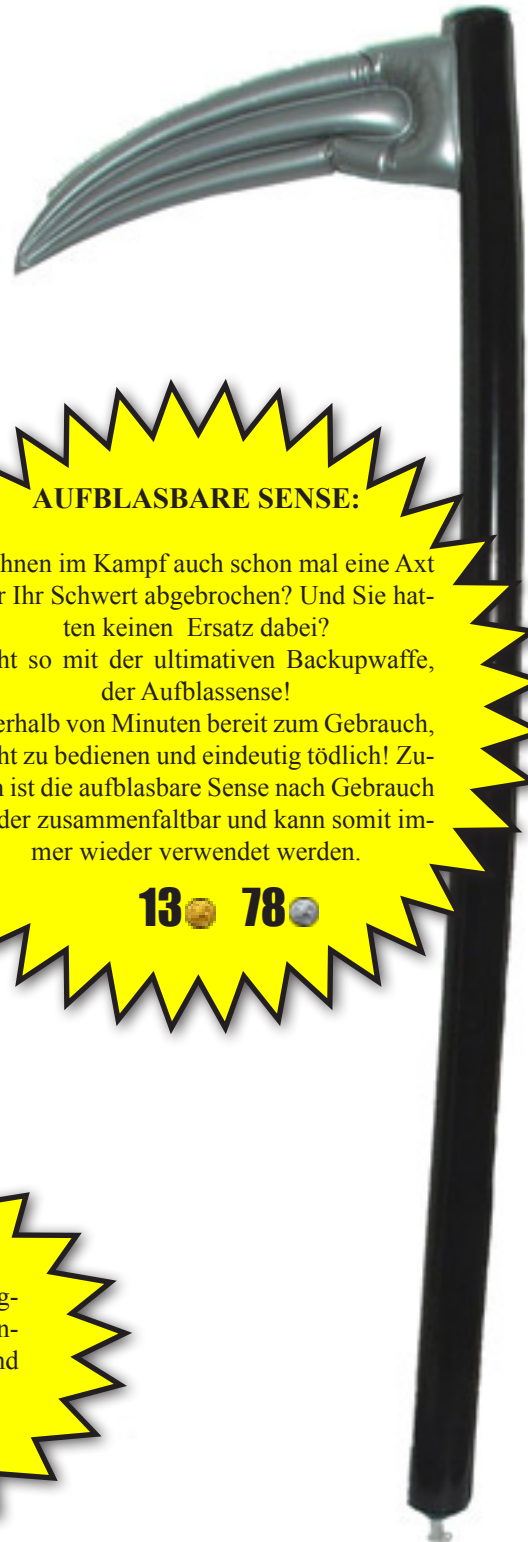 AUFBLASBARE SENSE:
hnen im Kampf auch schon mal eine Axt
r Ihr Schwert abgebrochen? Und Sie hat-
ten keinen Ersatz dabei?
ht so mit der ultimativen Backupwaffe,
der Aufblassense!
erhalb von Minuten bereit zum Gebrauch,
ht zu bedienen und eindeutig tödlich! Zu-
ist die aufblasbare Sense nach Gebrauch
der zusammenfaltbar und kann somit im-
mer wieder verwendet werden.
13 78
g-
n-
nd